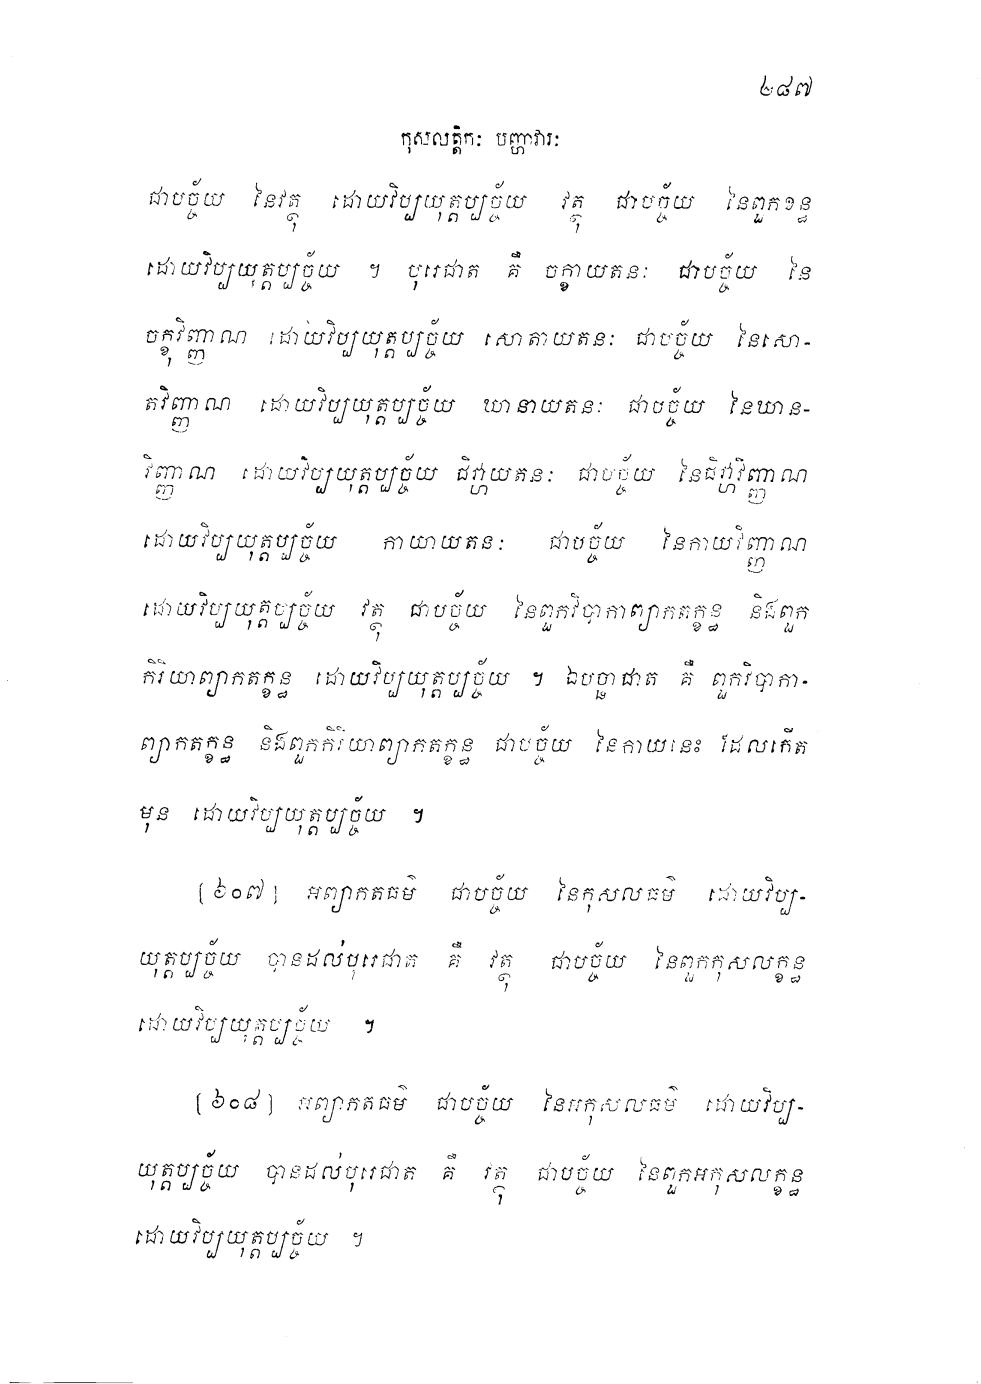 ២៨៧
កុសលត្តិកៈ បញ្ហាវារៈ
ជាបច្ច័យ នៃវត្ថុ ដោយវិប្បយុត្តប្បច្ច័យ វត្ថុ ជាបច្ច័យ នៃពួកខន្ធ
ដោយវិប្បយុត្តប្បច្ច័យ ។ បុរេជាត គឺ ចក្ខាយតនៈ ជាបច្ច័យ នៃ
ចក្ខុវិញ្ញាណ ដោយវិប្បយុត្តប្បច្ច័យ សោតាយតនៈ ជាបច្ច័យ នៃសោ-
តវិញ្ញាណ ដោយវិប្បយុត្តប្បច្ច័យ ឃានាយតនៈ ជាបច្ច័យ នៃឃាន-
វិញ្ញាណ ដោយវិប្បយុត្តប្បច្ច័យ ជិវ្ហាយតនៈ ជាបច្ច័យ នៃជិវ្ហាវិញ្ញាណ
ដោយវិប្បយុត្តប្បច្ច័យ កាយាយតនៈ ជាបច្ច័យ នៃកាយវិញ្ញាណ
ដោយវិប្បយុត្តប្បច្ច័យ វត្ថុ ជាបច្ច័យ នៃពួកវិបាកាព្យាកតក្ខន្ធ និងពួក
កិរិយាព្យាកតក្ខន្ធ ដោយវិប្បយុត្តប្បច្ច័យ ។ ឯបច្ឆាជាត គឺ ពួកវិបាកា-
ព្យាកតក្ខន្ធ និងពួកកិរិយាព្យាកតក្ខន្ធ ជាបច្ច័យ នៃកាយនេះ ដែលកើត
មុន ដោយវិប្បយុត្តប្បច្ច័យ ។
[៦០៧] អព្យាកតធម៌ ជាបច្ច័យ នៃកុសលធម៌ ដោយវិប្ប-
យុត្តប្បច្ច័យ បានដល់បុរេជាត គឺ វត្ថុ ជាបច្ច័យ នៃពួកកុសលក្ខន្ធ
ដោយវិប្បយុត្តប្បច្ច័យ ។
[៦០៨] អព្យាកតធម៌ ជាបច្ច័យ នៃអកុសលធម៌ ដោយវិប្ប-
យុត្តប្បច្ច័យ បានដល់បុរេជាត គឺ វត្ថុ ជាបច្ច័យ នៃពួកអកុសលក្ខន្ធ
ដោយវិប្បយុត្តប្បច្ច័យ ។